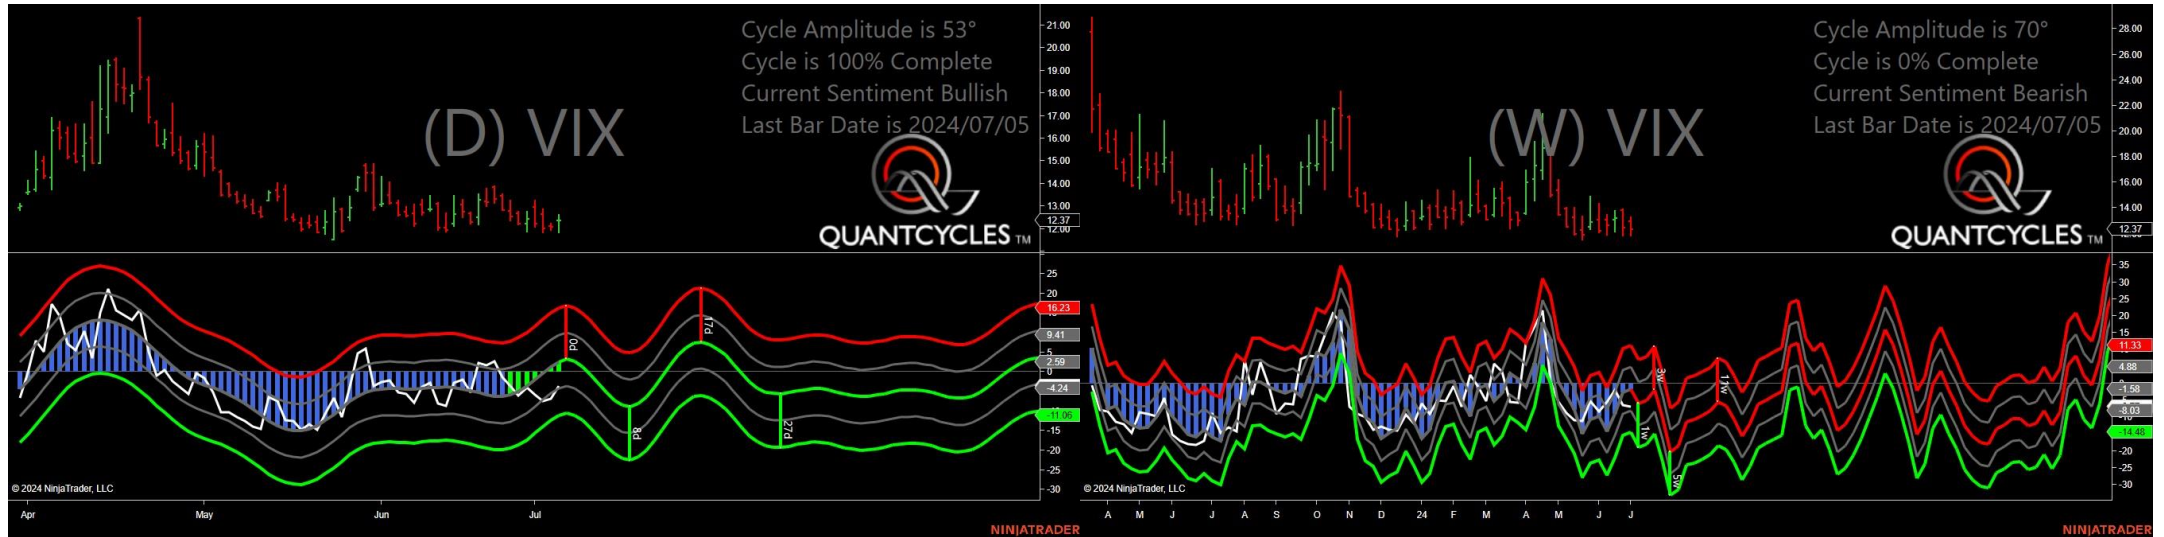 Cycle Amplitude is 53°
Cycle is 100% Complete
Current Sentiment Bullish
Last Bar Date is 2024/07/05
(D) VIX
QUANTCYCLES TM
21.00
20.00
19.00
18.00
17.00
16.00
15.00
14.00
13.00
12.37
12.00
25
20
16.23
9.41
5
2.59
0
-4.24
-11.06
-15
-20
-25
-30
0d
8d
17d
27d
© 2024 NinjaTrader, LLC
Apr May Jun Jul
NINJATRADER
Cycle Amplitude is 70°
Cycle is 0% Complete
Current Sentiment Bearish
Last Bar Date is 2024/07/05
(W) VIX
QUANTCYCLES TM
28.00
26.00
24.00
22.00
20.00
18.00
16.00
14.00
12.37
35
30
25
20
15
11.33
4.88
-1.58
-8.03
-14.48
-20
-25
-30
1w
3w
5w
11w
© 2024 NinjaTrader, LLC
A M J J A S O N D 24 F M A M J J
NINJATRADER